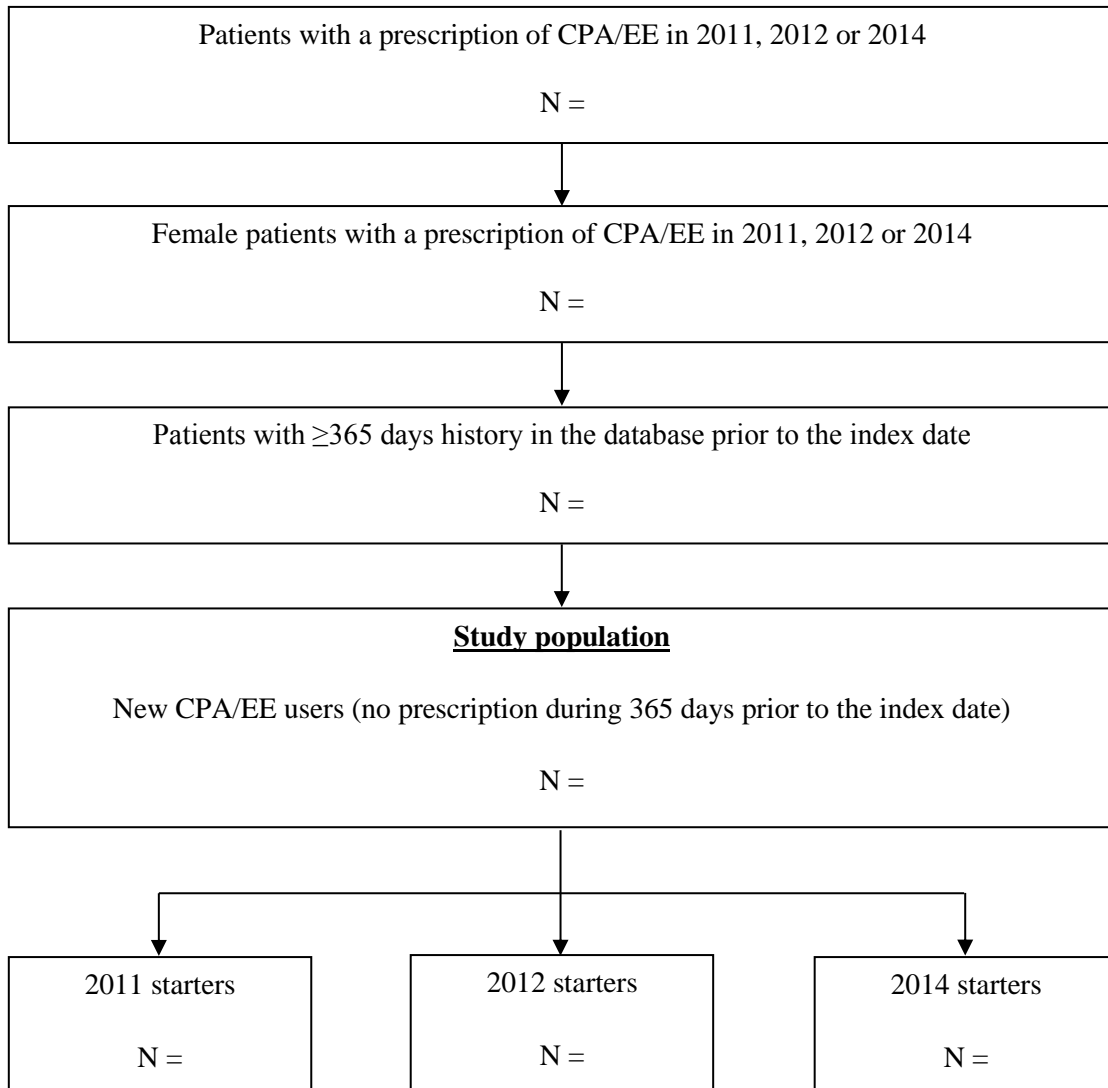 Patients with a prescription of CPA/EE in 2011, 2012 or 2014
N =
Female patients with a prescription of CPA/EE in 2011, 2012 or 2014
N =
Patients with ≥365 days history in the database prior to the index date
N =
Study population
New CPA/EE users (no prescription during 365 days prior to the index date)
N =
2011 starters
N =
2012 starters
N =
2014 starters
N =